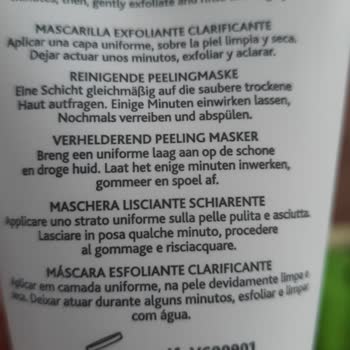 then, gently exfoliate and
MASCARILLA EXFOLIANTE CLARIFICANTE
Aplicar una capa uniforme, sobre la piel limpia y seca.
Dejar actuar unos minutos, exfoliar y aclarar.
REINIGENDE PEELINGMASKE
Eine Schicht gleichmäßig auf die saubere trockene
Haut autfragen. Einige Minuten einwirken lassen,
Nochmals verreiben und abspülen.
VERHELDEREND PEELING MASKER
Breng een uniforme laag aan op de schone
en droge huid. Laat het enige minuten inwerken,
gommeer en spoel af.
MASCHERA LISCIANTE SCHIARENTE
Applicare uno strato uniforme sulla pelle pulita e asciutta.
Lasciare in posa qualche minuto, procedere
al gommage e risciacquare.
MÁSCARA ESFOLIANTE CLARIFICANTE
Aplicar em camada uniforme, na pele devidamente limpa e
seca. Deixar atuar durante alguns minutos, esfoliar e limpar
com água.